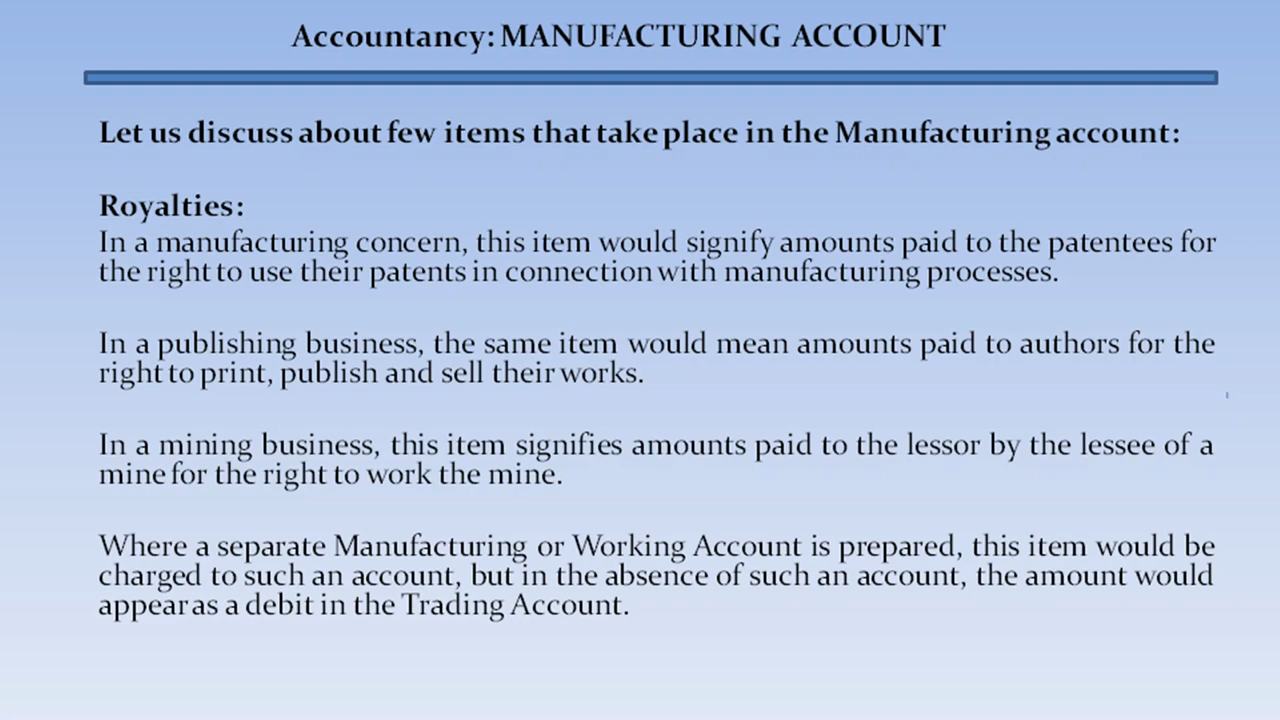 Accountancy: MANUFACTURING ACCOUNT
Let us discuss about few items that take place in the Manufacturing account:
Royalties:
In a manufacturing concern, this item would signify amounts paid to the patentees for
the right to use their patents in connection with manufacturing processes.
In a publishing business, the same item would mean amounts paid to authors for the
right to print, publish and sell their works.
In a mining business, this item signifies amounts paid to the lessor by the lessee of a
mine for the right to work the mine.
Where a separate Manufacturing or Working Account is prepared, this item would be
charged to such an account, but in the absence of such an account, the amount would
appear as a debit in the Trading Account.